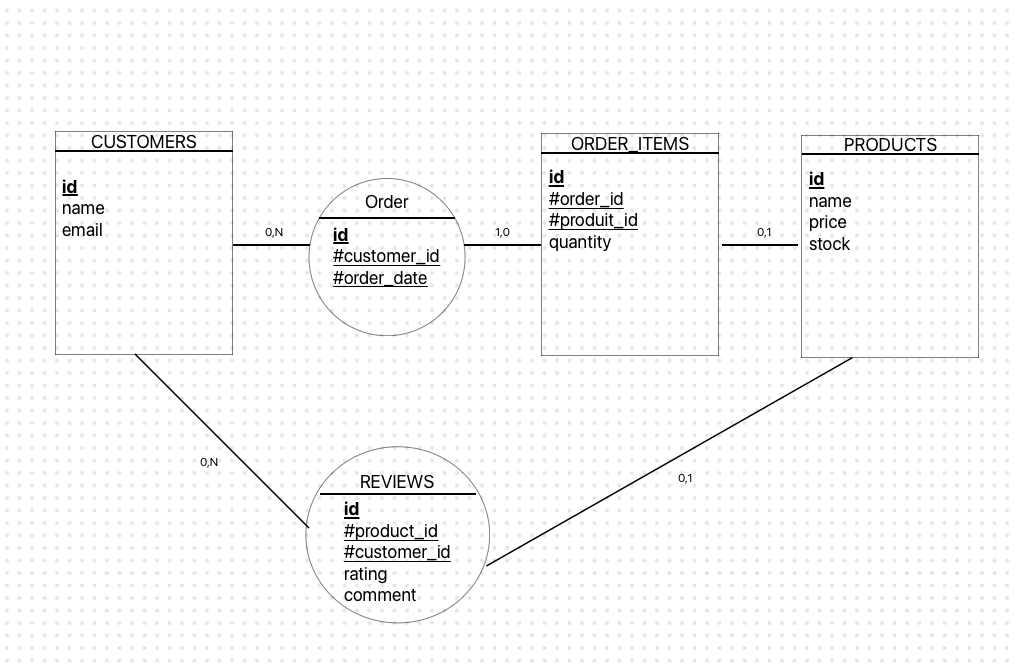 CUSTOMERS
id
name
email
0,N
Order
id
#customer_id
#order_date
1,0
ORDER_ITEMS
id
#order_id
#produit_id
quantity
0,1
PRODUCTS
id
name
price
stock
0,N
REVIEWS
id
#product_id
#customer_id
rating
comment
0,1